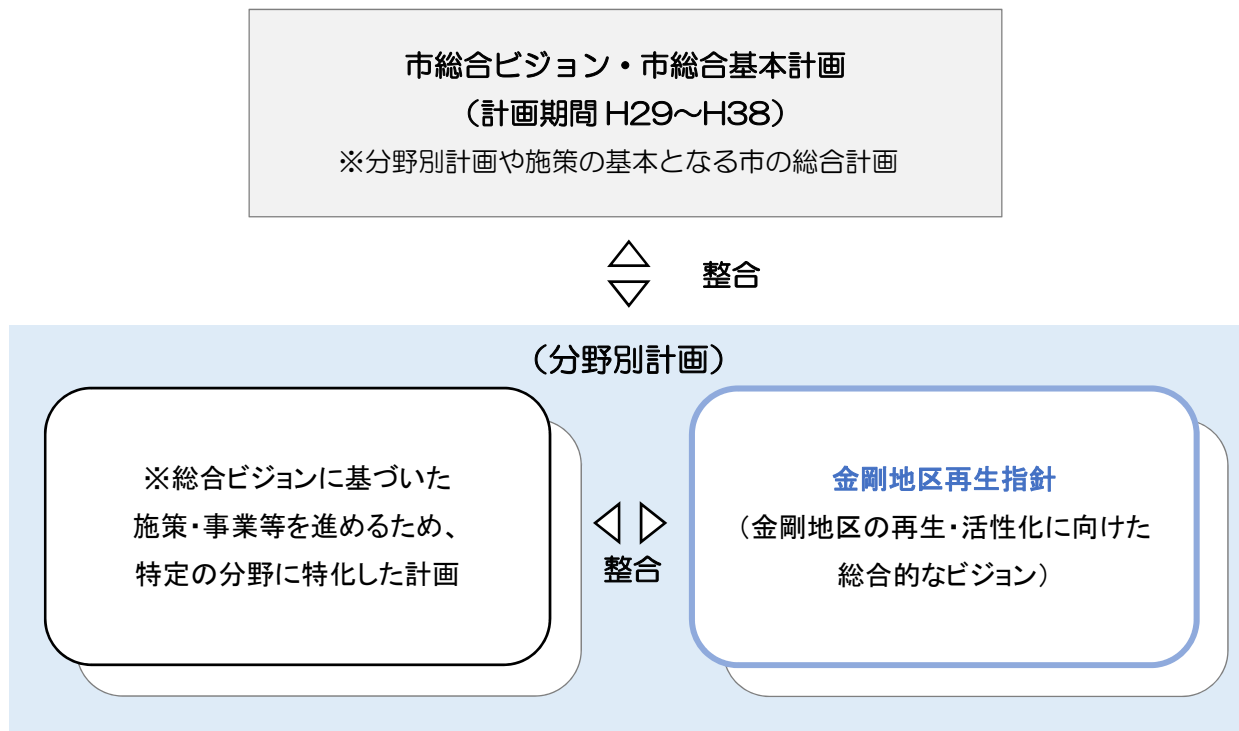 市総合ビジョン・市総合基本計画
（計画期間 H29～H38）
※分野別計画や施策の基本となる市の総合計画
整合
（分野別計画）
※総合ビジョンに基づいた
施策・事業等を進めるため、
特定の分野に特化した計画
整合
金剛地区再生指針
（金剛地区の再生・活性化に向けた
総合的なビジョン）